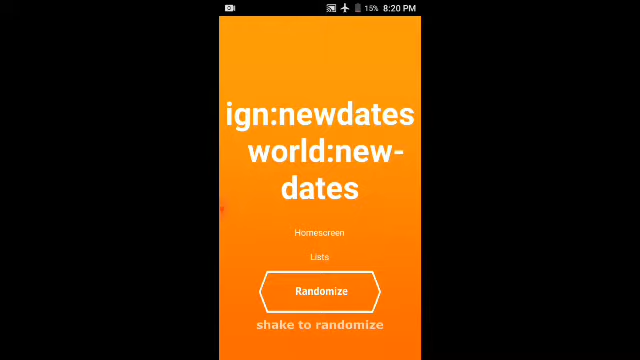 15% 8:20 PM
ign:newdates
world:new-
dates
Homescreen
Lists
Randomize
shake to randomize